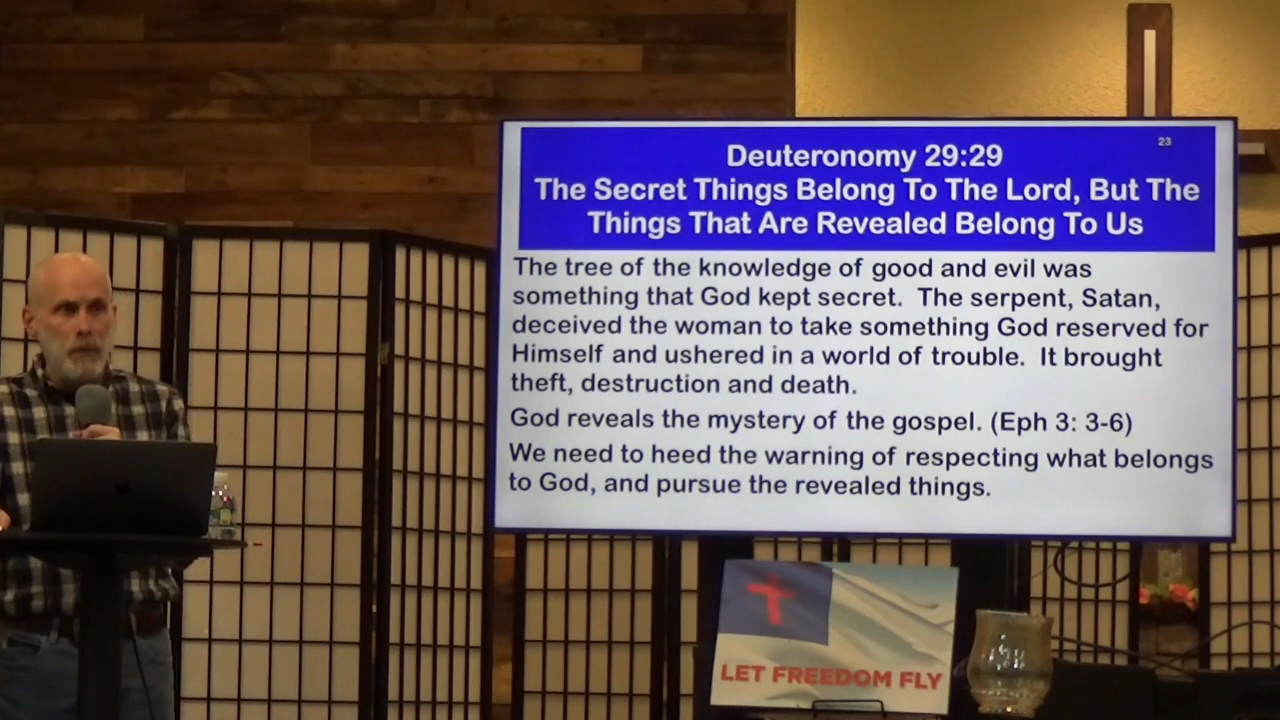 23
Deuteronomy 29:29
The Secret Things Belong To The Lord, But The
Things That Are Revealed Belong To Us
The tree of the knowledge of good and evil was
something that God kept secret.  The serpent, Satan,
deceived the woman to take something God reserved for
Himself and ushered in a world of trouble.  It brought
theft, destruction and death.
God reveals the mystery of the gospel. (Eph 3: 3-6)
We need to heed the warning of respecting what belongs
to God, and pursue the revealed things.
LET FREEDOM FLY